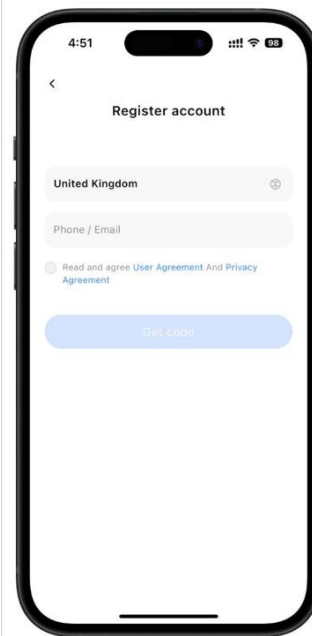 4:51
98
Register account
United Kingdom
Phone / Email
Read and agree User Agreement And Privacy
Agreement
Get code